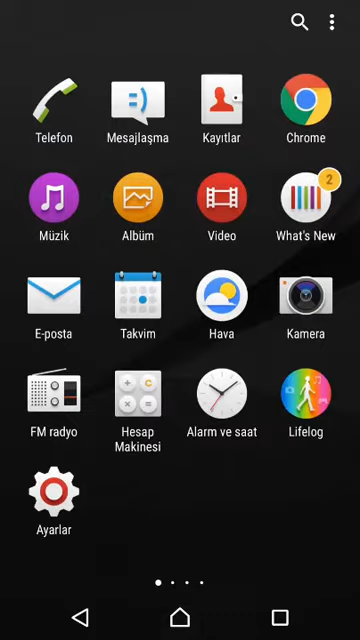 Telefon
Mesajlaşma
Kayıtlar
Chrome
Müzik
Albüm
Video
2
What's New
E-posta
Takvim
Hava
Kamera
FM radyo
Hesap
Makinesi
Alarm ve saat
Lifelog
Ayarlar